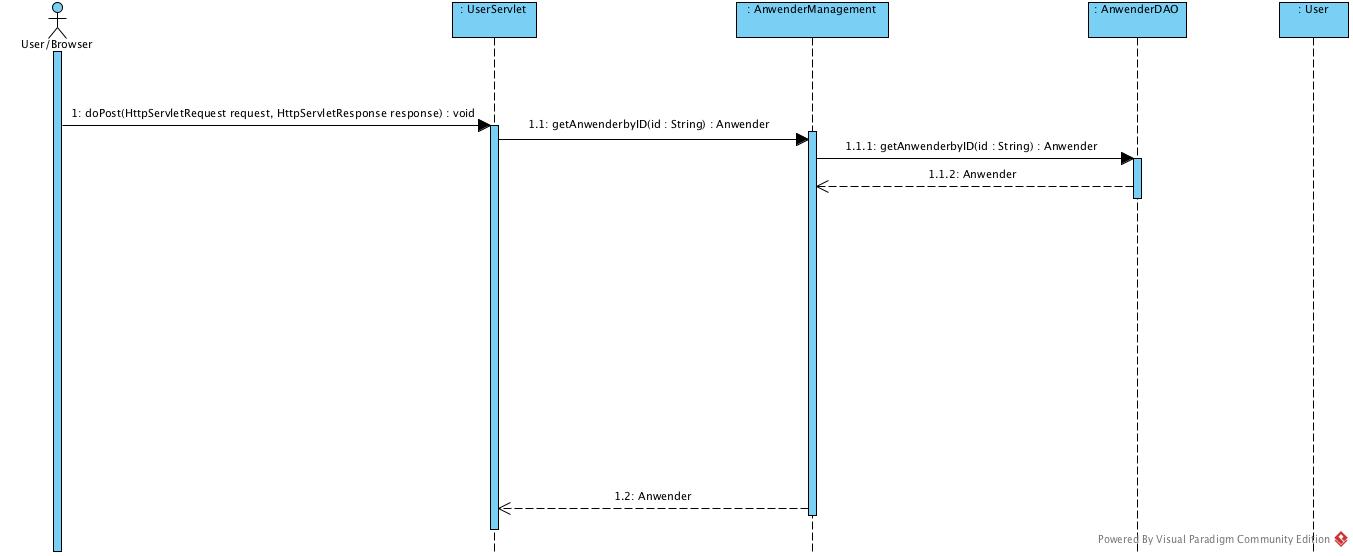 : UserServlet
: AnwenderManagement
: AnwenderDAO
: User
User/Browser
1: doPost(HttpServletRequest request, HttpServletResponse response) : void
1.1: getAnwenderbyID(id : String) : Anwender
1.1.1: getAnwenderbyID(id : String) : Anwender
1.1.2: Anwender
1.2: Anwender
Powered By Visual Paradigm Community Edition